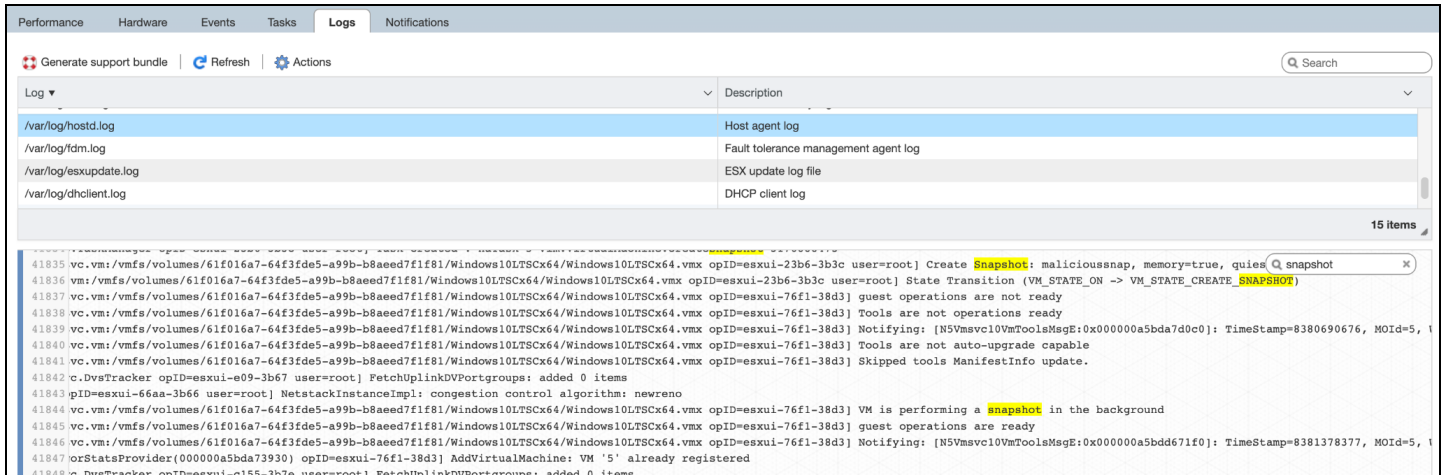 Performance Hardware Events Tasks Logs Notifications
Generate support bundle Refresh Actions Search
Log ▼ Description
/var/log/hostd.log Host agent log
/var/log/fdm.log Fault tolerance management agent log
/var/log/esxupdate.log ESX update log file
/var/log/dhclient.log DHCP client log
15 items
41835 vc.vm:/vmfs/volumes/61f016a7-64f3fde5-a99b-b8aeed7f1f81/Windows10LTSCx64/Windows10LTSCx64.vmx opID=esxui-23b6-3b3c user=root] Create Snapshot: malicioussnap, memory=true, quies snapshot ×
41836 vm:/vmfs/volumes/61f016a7-64f3fde5-a99b-b8aeed7f1f81/Windows10LTSCx64/Windows10LTSCx64.vmx opID=esxui-23b6-3b3c user=root] State Transition (VM_STATE_ON -> VM_STATE_CREATE_SNAPSHOT)
41837 vc.vm:/vmfs/volumes/61f016a7-64f3fde5-a99b-b8aeed7f1f81/Windows10LTSCx64/Windows10LTSCx64.vmx opID=esxui-76f1-38d3] guest operations are not ready
41838 vc.vm:/vmfs/volumes/61f016a7-64f3fde5-a99b-b8aeed7f1f81/Windows10LTSCx64/Windows10LTSCx64.vmx opID=esxui-76f1-38d3] Tools are not operations ready
41839 vc.vm:/vmfs/volumes/61f016a7-64f3fde5-a99b-b8aeed7f1f81/Windows10LTSCx64/Windows10LTSCx64.vmx opID=esxui-76f1-38d3] Notifying: [N5Vmsvc10VmToolsMsgE:0x000000a5bda7d0c0]: TimeStamp=8380690676, MOId=5,
41840 vc.vm:/vmfs/volumes/61f016a7-64f3fde5-a99b-b8aeed7f1f81/Windows10LTSCx64/Windows10LTSCx64.vmx opID=esxui-76f1-38d3] Tools are not auto-upgrade capable
41841 vc.vm:/vmfs/volumes/61f016a7-64f3fde5-a99b-b8aeed7f1f81/Windows10LTSCx64/Windows10LTSCx64.vmx opID=esxui-76f1-38d3] Skipped tools ManifestInfo update.
41842 c.DvsTracker opID=esxui-e09-3b67 user=root] FetchUplinkDVPortgroups: added 0 items
41843 pID=esxui-66aa-3b66 user=root] NetstackInstanceImpl: congestion control algorithm: newreno
41844 vc.vm:/vmfs/volumes/61f016a7-64f3fde5-a99b-b8aeed7f1f81/Windows10LTSCx64/Windows10LTSCx64.vmx opID=esxui-76f1-38d3] VM is performing a snapshot in the background
41845 vc.vm:/vmfs/volumes/61f016a7-64f3fde5-a99b-b8aeed7f1f81/Windows10LTSCx64/Windows10LTSCx64.vmx opID=esxui-76f1-38d3] guest operations are ready
41846 vc.vm:/vmfs/volumes/61f016a7-64f3fde5-a99b-b8aeed7f1f81/Windows10LTSCx64/Windows10LTSCx64.vmx opID=esxui-76f1-38d3] Notifying: [N5Vmsvc10VmToolsMsgE:0x000000a5bdd671f0]: TimeStamp=8381378377, MOId=5,
41847 orStatsProvider(000000a5bda73930) opID=esxui-76f1-38d3] AddVirtualMachine: VM '5' already registered
41848 c.DvsTracker opID=esxui-c155-3b7e user=root] FetchUplinkDVPortgroups: added 0 items